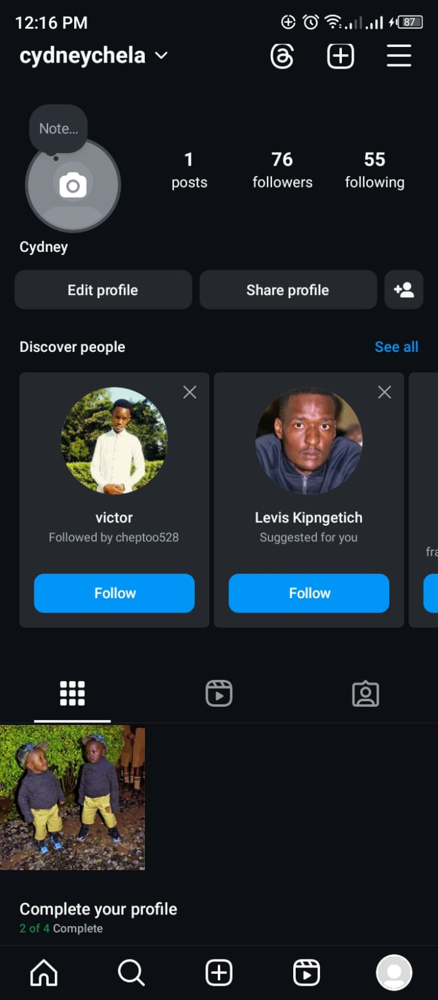 12:16 PM
87
cydneychela
Note...
1 76 55
posts followers following
Cydney
Edit profile Share profile
Discover people See all
victor Levis Kipngetich
Followed by cheptoo528 Suggested for you
fra
Follow Follow
Complete your profile
2 of 4 Complete